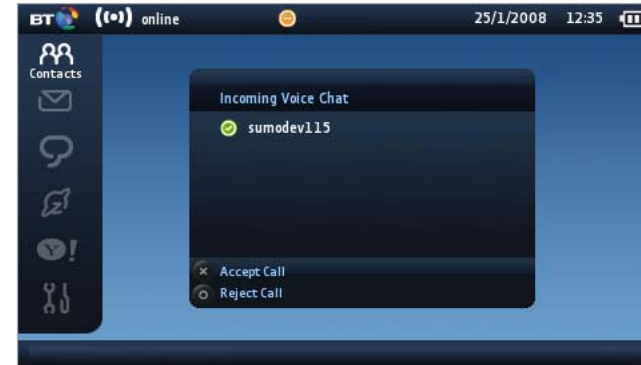 BT online 25/1/2008 12:35
Contacts
Incoming Voice Chat
sumodev115
Accept Call
Reject Call
Y!